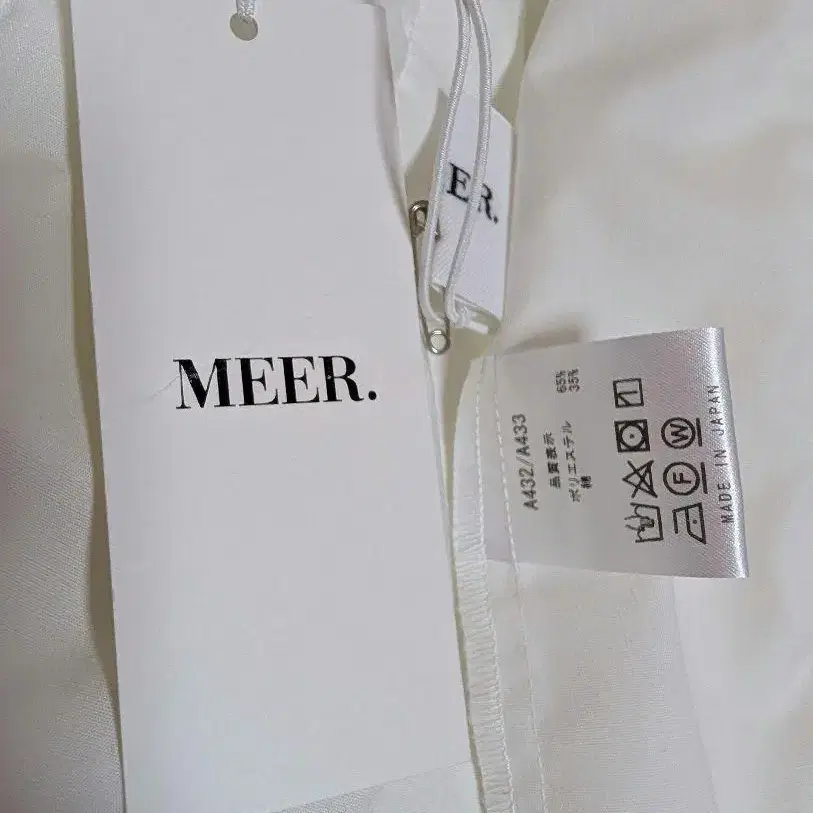 MEER.
ER.
A432/A433
品質表示
ポリエステル 65%
綿 35%
F W
MADE IN JAPAN